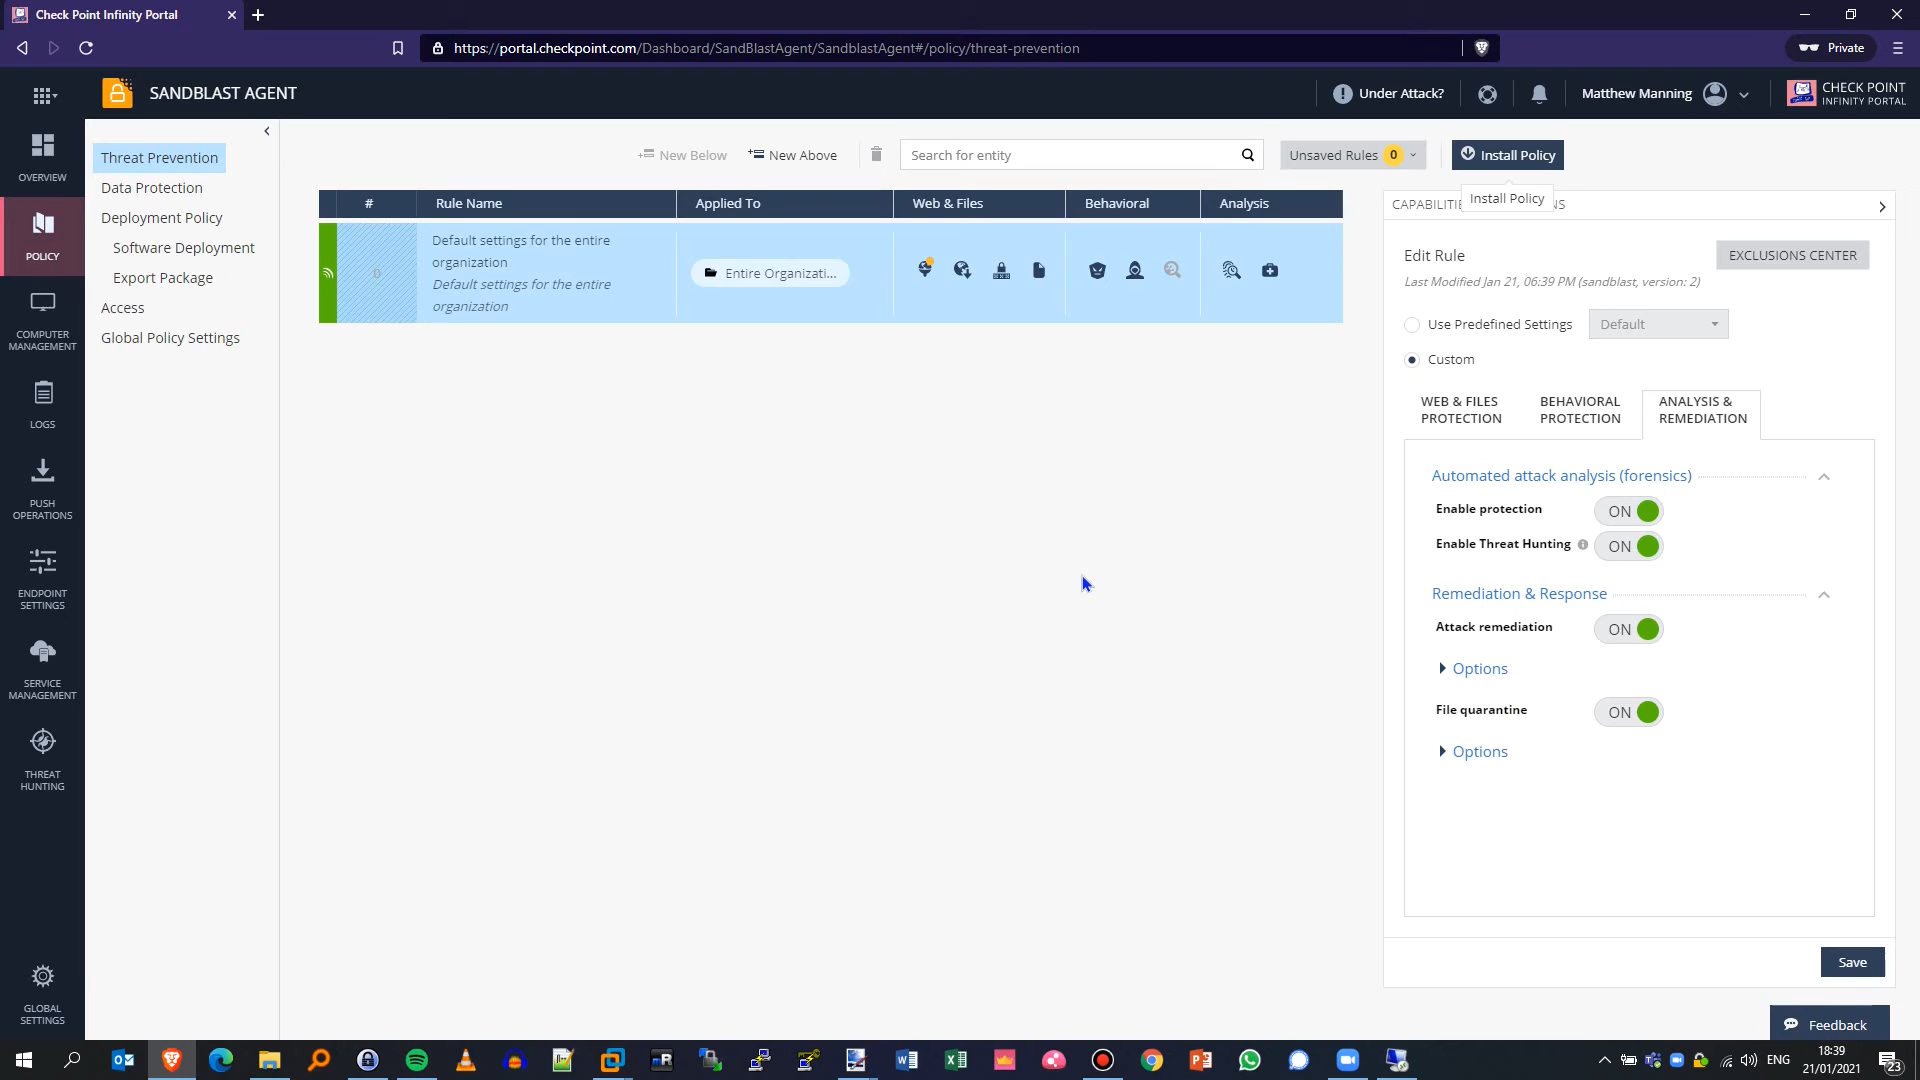 Check Point Infinity Portal
https://portal.checkpoint.com/Dashboard/SandBlastAgent/SandblastAgent#/policy/threat-prevention
Private
SANDBLAST AGENT
Under Attack?
Matthew Manning
CHECK POINT
INFINITY PORTAL
OVERVIEW
POLICY
COMPUTER
MANAGEMENT
LOGS
PUSH
OPERATIONS
ENDPOINT
SETTINGS
SERVICE
MANAGEMENT
THREAT
HUNTING
GLOBAL
SETTINGS
Threat Prevention
Data Protection
Deployment Policy
Software Deployment
Export Package
Access
Global Policy Settings
New Below
New Above
Search for entity
Unsaved Rules 0
Install Policy
# Rule Name Applied To Web & Files Behavioral Analysis
0
Default settings for the entire
organization
Default settings for the entire
organization
Entire Organizati...
Install Policy
Edit Rule
EXCLUSIONS CENTER
Last Modified Jan 21, 06:39 PM (sandblast, version: 2)
Use Predefined Settings
Default
Custom
WEB & FILES
PROTECTION
BEHAVIORAL
PROTECTION
ANALYSIS &
REMEDIATION
Automated attack analysis (forensics)
Enable protection ON
Enable Threat Hunting ON
Remediation & Response
Attack remediation ON
Options
File quarantine ON
Options
Save
Feedback
ENG
18:39
21/01/2021
23